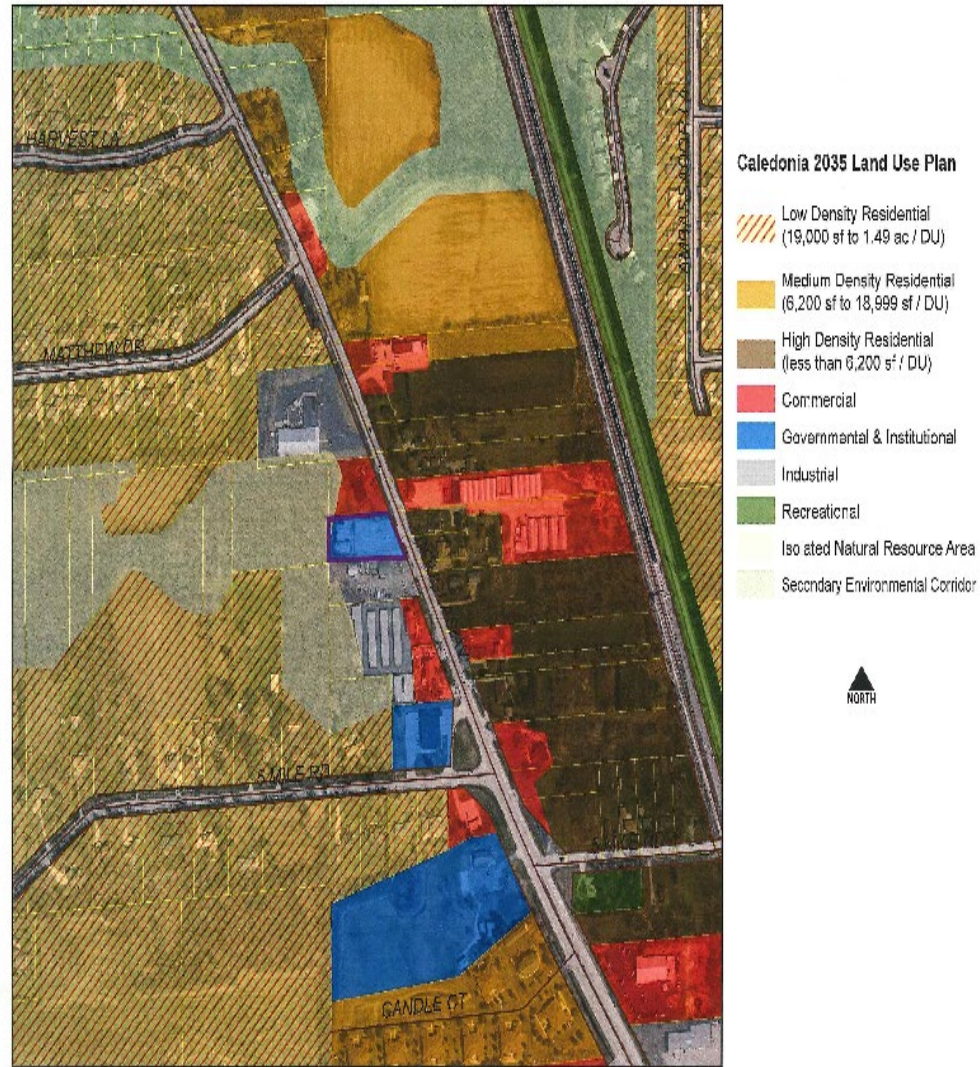 HARVEST LA
MATTHEW DR
5 MILE RD
CANDLE CT
Caledonia 2035 Land Use Plan
Low Density Residential
(19,000 sf to 1.49 ac / DU)
Medium Density Residential
(6,200 sf to 18,999 sf / DU)
High Density Residential
(less than 6,200 sf / DU)
Commercial
Governmental & Institutional
Industrial
Recreational
Isolated Natural Resource Area
Secondary Environmental Corridor
NORTH